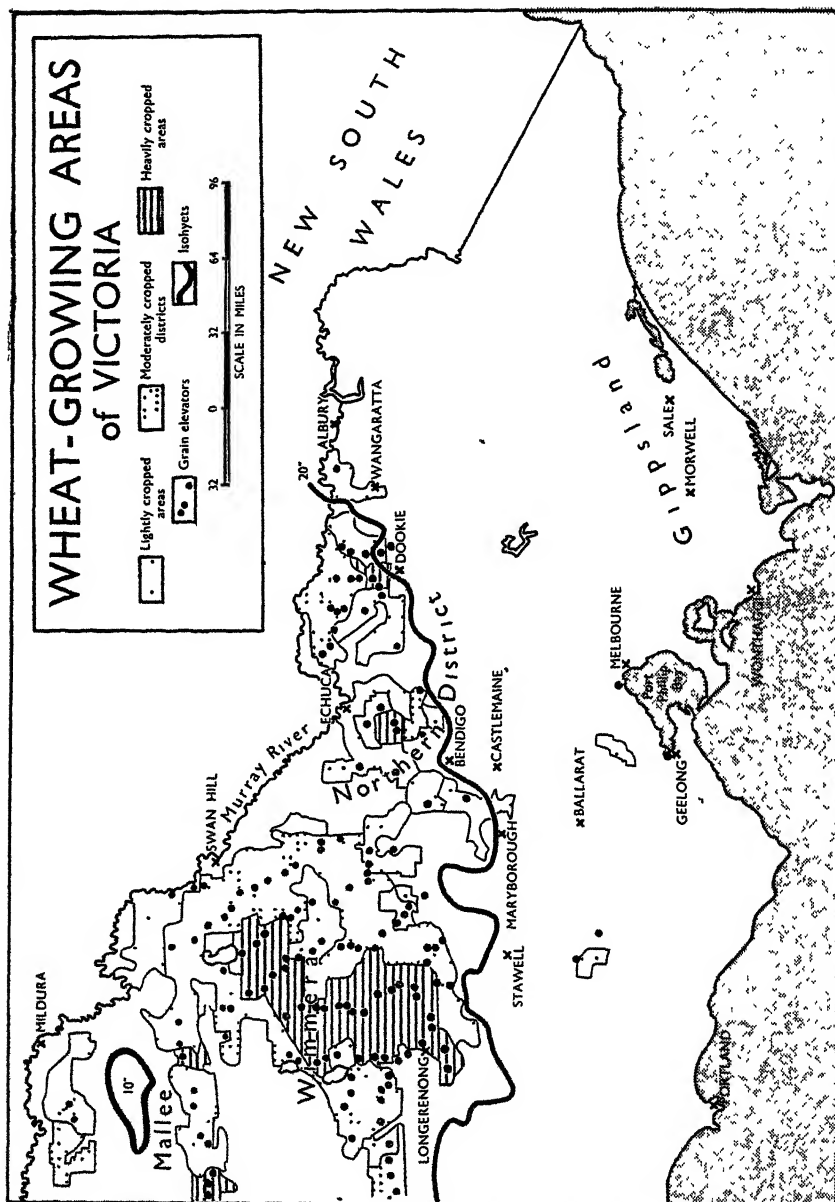 WHEAT-GROWING AREAS
of VICTORIA
Lightly cropped
areas
Moderately cropped
districts
Heavily cropped
areas
Grain elevators
Isohyets
32 0 32 64 96
SCALE IN MILES
NEW SOUTH
WALES
MILDURA
10"
Mallee
SWAN HILL
Murray River
Wimmera
ECHUCA
ALBURY
20"
WANGARATTA
DOOKIE
Northern District
BENDIGO
LONGERENONG
CASTLEMAINE
MARYBOROUGH
STAWELL
BALLARAT
MELBOURNE
Port
Phillip
Bay
GEELONG
Gippsland
SALE
MORWELL
WONTHAGGI
PORTLAND